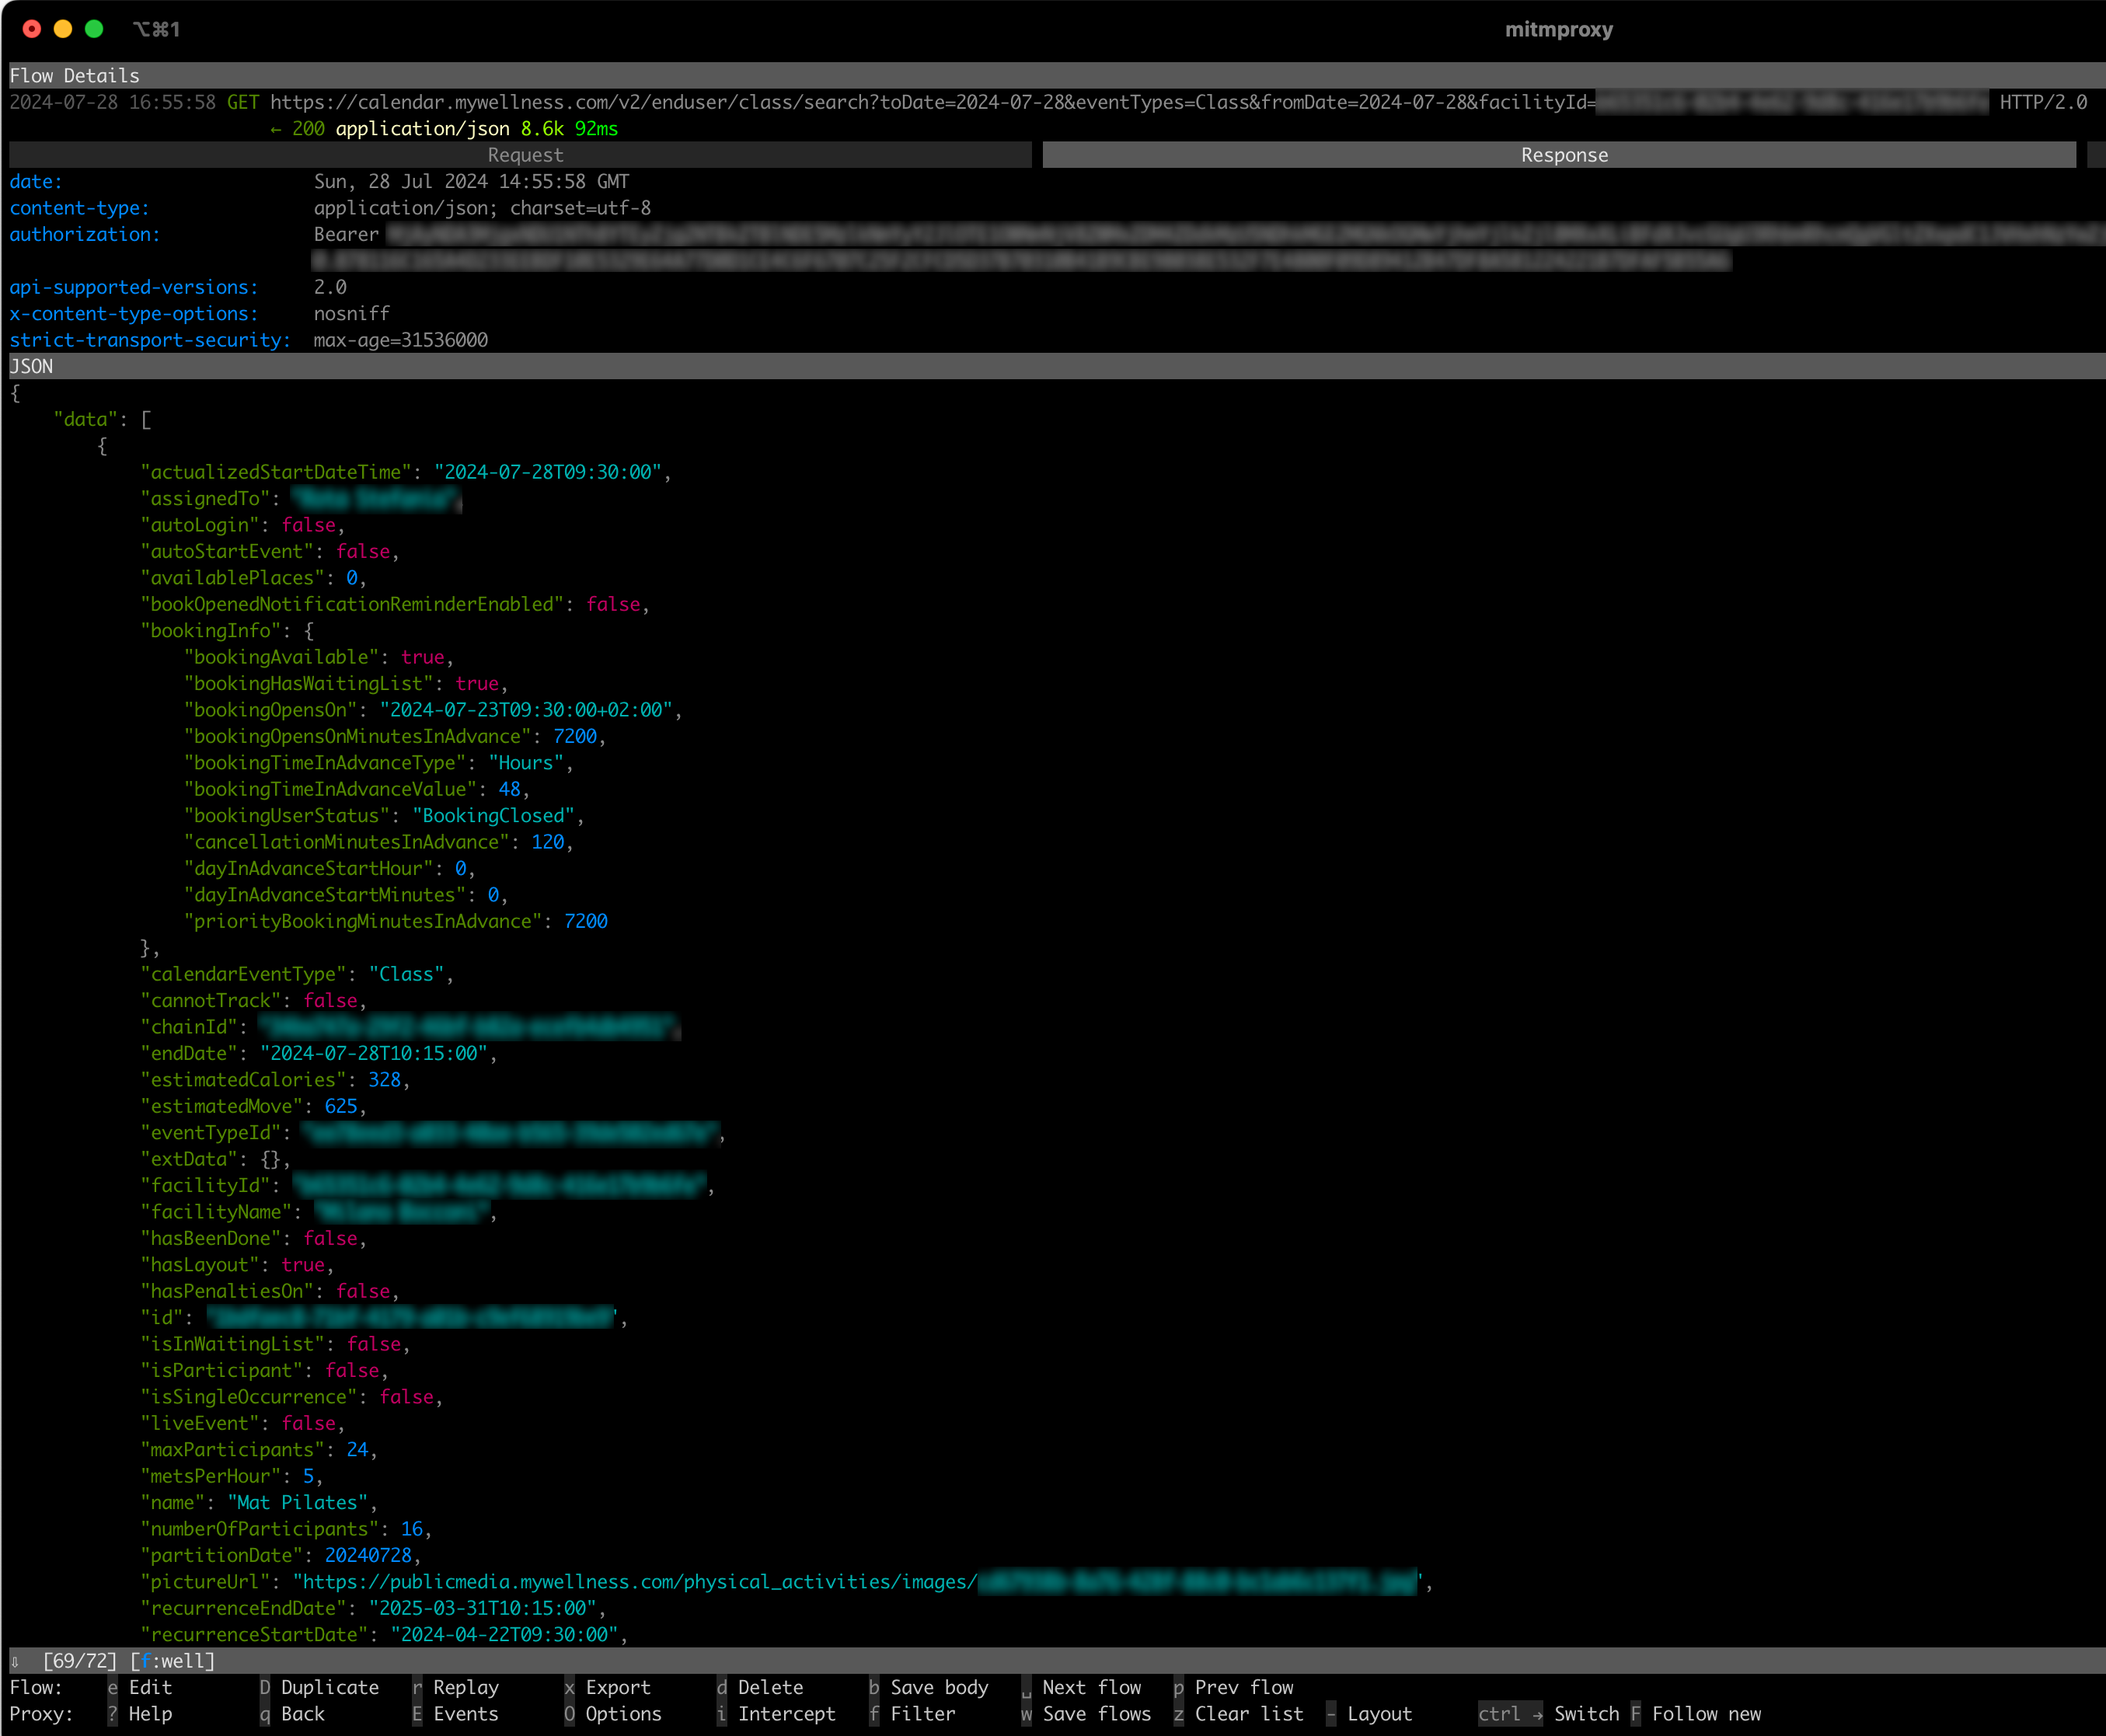 ⌥⌘1 mitmproxy
Flow Details
2024-07-28 16:55:58 GET https://calendar.mywellness.com/v2/enduser/class/search?toDate=2024-07-28&eventTypes=Class&fromDate=2024-07-28&facilityId= HTTP/2.0
← 200 application/json 8.6k 92ms
Request Response
date: Sun, 28 Jul 2024 14:55:58 GMT
content-type: application/json; charset=utf-8
authorization: Bearer
api-supported-versions: 2.0
x-content-type-options: nosniff
strict-transport-security: max-age=31536000
JSON
{
"data": [
{
"actualizedStartDateTime": "2024-07-28T09:30:00",
"assignedTo":
"autoLogin": false,
"autoStartEvent": false,
"availablePlaces": 0,
"bookOpenedNotificationReminderEnabled": false,
"bookingInfo": {
"bookingAvailable": true,
"bookingHasWaitingList": true,
"bookingOpensOn": "2024-07-23T09:30:00+02:00",
"bookingOpensOnMinutesInAdvance": 7200,
"bookingTimeInAdvanceType": "Hours",
"bookingTimeInAdvanceValue": 48,
"bookingUserStatus": "BookingClosed",
"cancellationMinutesInAdvance": 120,
"dayInAdvanceStartHour": 0,
"dayInAdvanceStartMinutes": 0,
"priorityBookingMinutesInAdvance": 7200
},
"calendarEventType": "Class",
"cannotTrack": false,
"chainId":
"endDate": "2024-07-28T10:15:00",
"estimatedCalories": 328,
"estimatedMove": 625,
"eventTypeId": ,
"extData": {},
"facilityId": ,
"facilityName": ,
"hasBeenDone": false,
"hasLayout": true,
"hasPenaltiesOn": false,
"id": ,
"isInWaitingList": false,
"isParticipant": false,
"isSingleOccurrence": false,
"liveEvent": false,
"maxParticipants": 24,
"metsPerHour": 5,
"name": "Mat Pilates",
"numberOfParticipants": 16,
"partitionDate": 20240728,
"pictureUrl": "https://publicmedia.mywellness.com/physical_activities/images/ ",
"recurrenceEndDate": "2025-03-31T10:15:00",
"recurrenceStartDate": "2024-04-22T09:30:00",
⇩ [69/72] [f:well]
Flow: e Edit D Duplicate r Replay x Export d Delete b Save body ␣ Next flow p Prev flow
Proxy: ? Help q Back E Events O Options i Intercept f Filter w Save flows z Clear list - Layout ctrl → Switch F Follow new